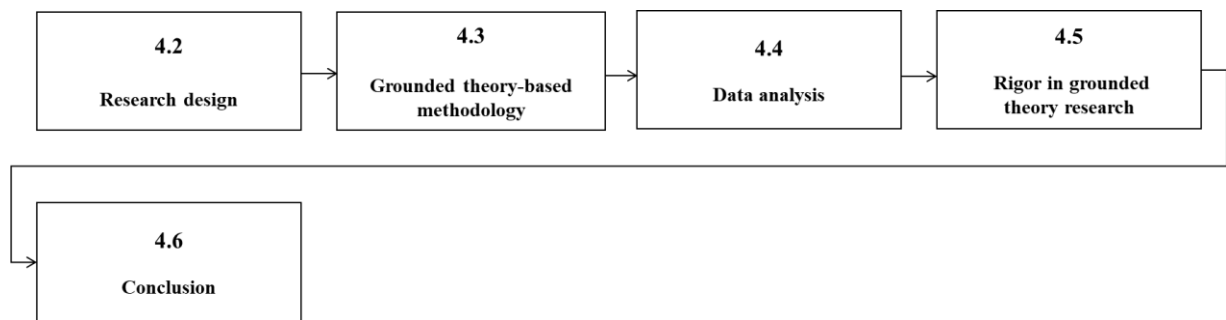 4.2
Research design
4.3
Grounded theory-based
methodology
4.4
Data analysis
4.5
Rigor in grounded
theory research
4.6
Conclusion